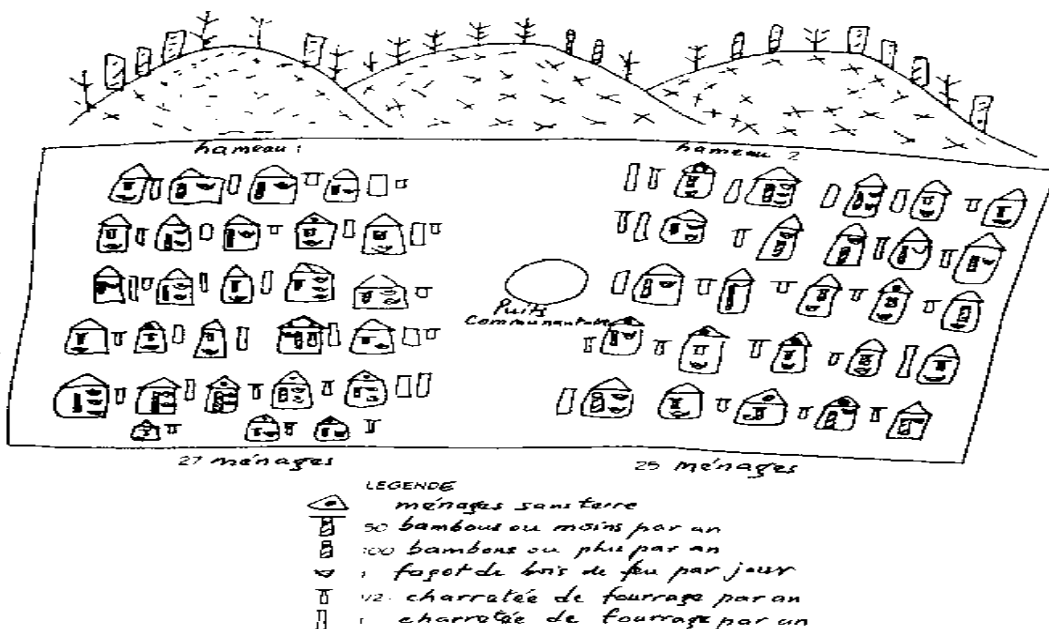 hameau 1
hameau 2
Puits
Communautaire
27 ménages
25 ménages
LEGENDE
ménages sans terre
50 bambous ou moins par an
100 bambous ou plus par an
1 fagot de bois de feu par jour
1/2 charretée de fourrage par an
1 charretée de fourrage par an